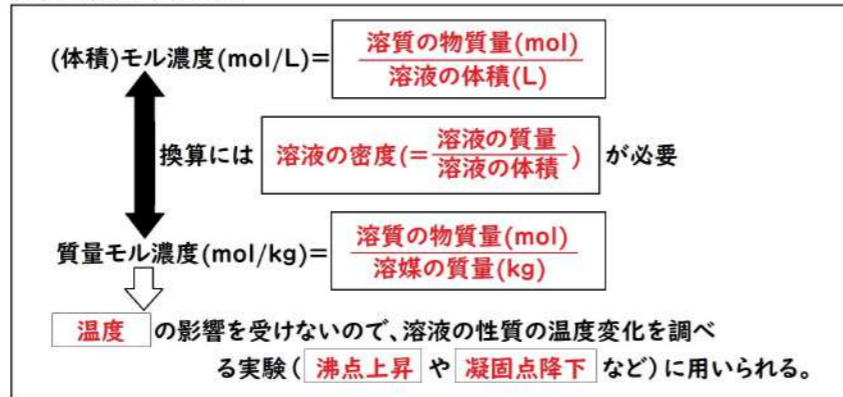 (体積)モル濃度(mol/L)=溶質の物質量(mol)/溶液の体積(L)
換算には 溶液の密度(=溶液の質量/溶液の体積) が必要
質量モル濃度(mol/kg)=溶質の物質量(mol)/溶媒の質量(kg)
温度 の影響を受けないので、溶液の性質の温度変化を調べ
る実験(沸点上昇 や 凝固点降下 など)に用いられる。